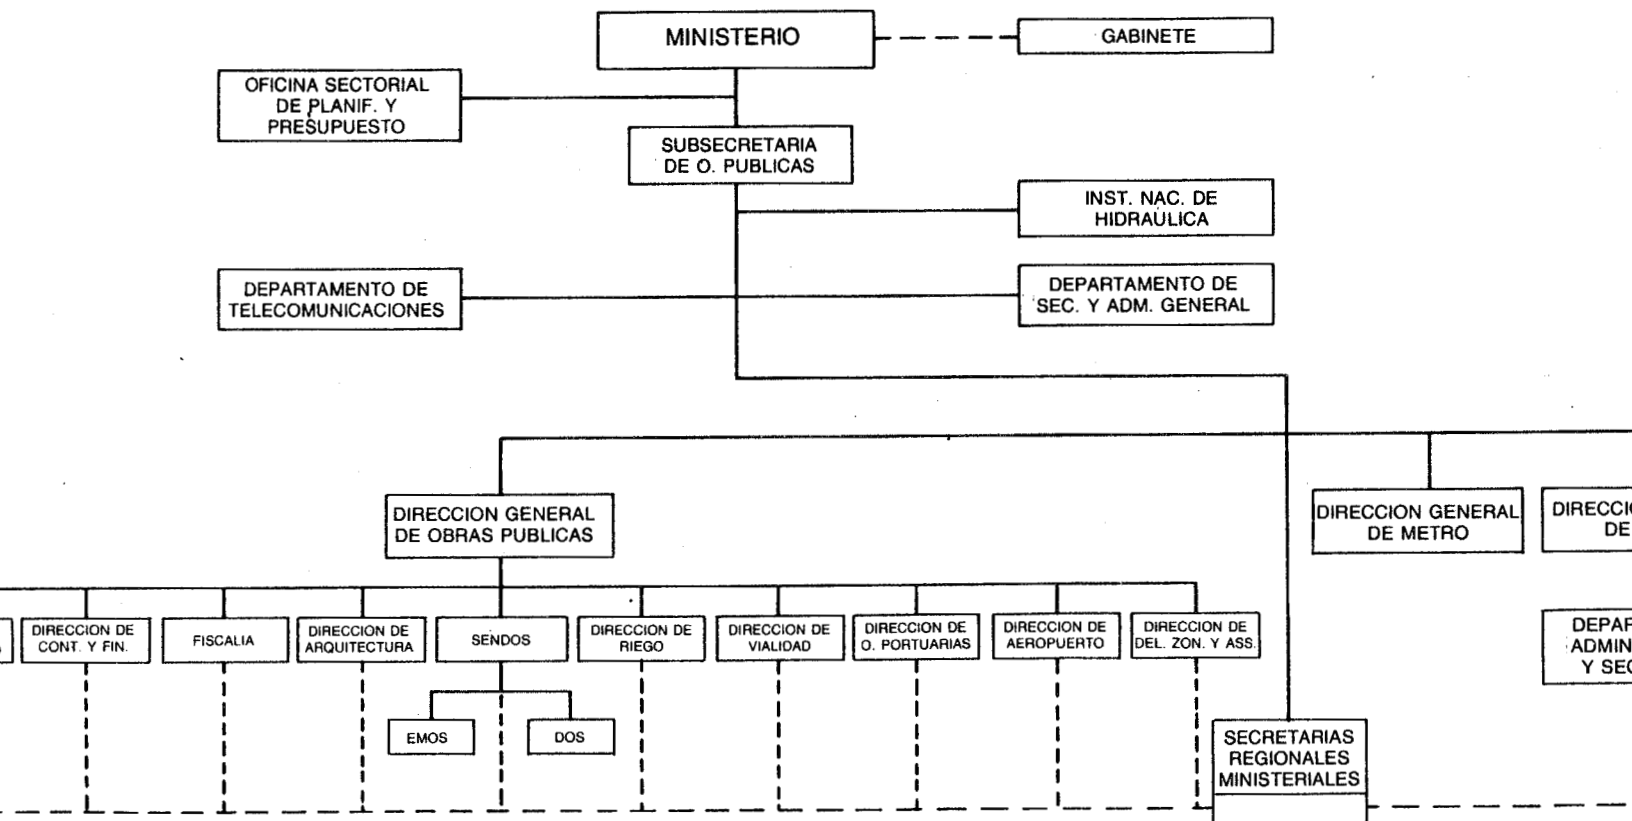 MINISTERIO
GABINETE
OFICINA SECTORIAL
DE PLANIF. Y
PRESUPUESTO
SUBSECRETARIA
DE O. PUBLICAS
INST. NAC. DE
HIDRAULICA
DEPARTAMENTO DE
TELECOMUNICACIONES
DEPARTAMENTO DE
SEC. Y ADM. GENERAL
DIRECCION GENERAL
DE OBRAS PUBLICAS
DIRECCION GENERAL
DE METRO
DE
DIRECCION DE
CONT. Y FIN.
FISCALIA
DIRECCION DE
ARQUITECTURA
SENDOS
DIRECCION DE
RIEGO
DIRECCION DE
VIALIDAD
DIRECCION DE
O. PORTUARIAS
DIRECCION DE
AEROPUERTO
DIRECCION DE
DEL. ZON. Y ASS.
EMOS
DOS
Y
SECRETARIAS
REGIONALES
MINISTERIALES